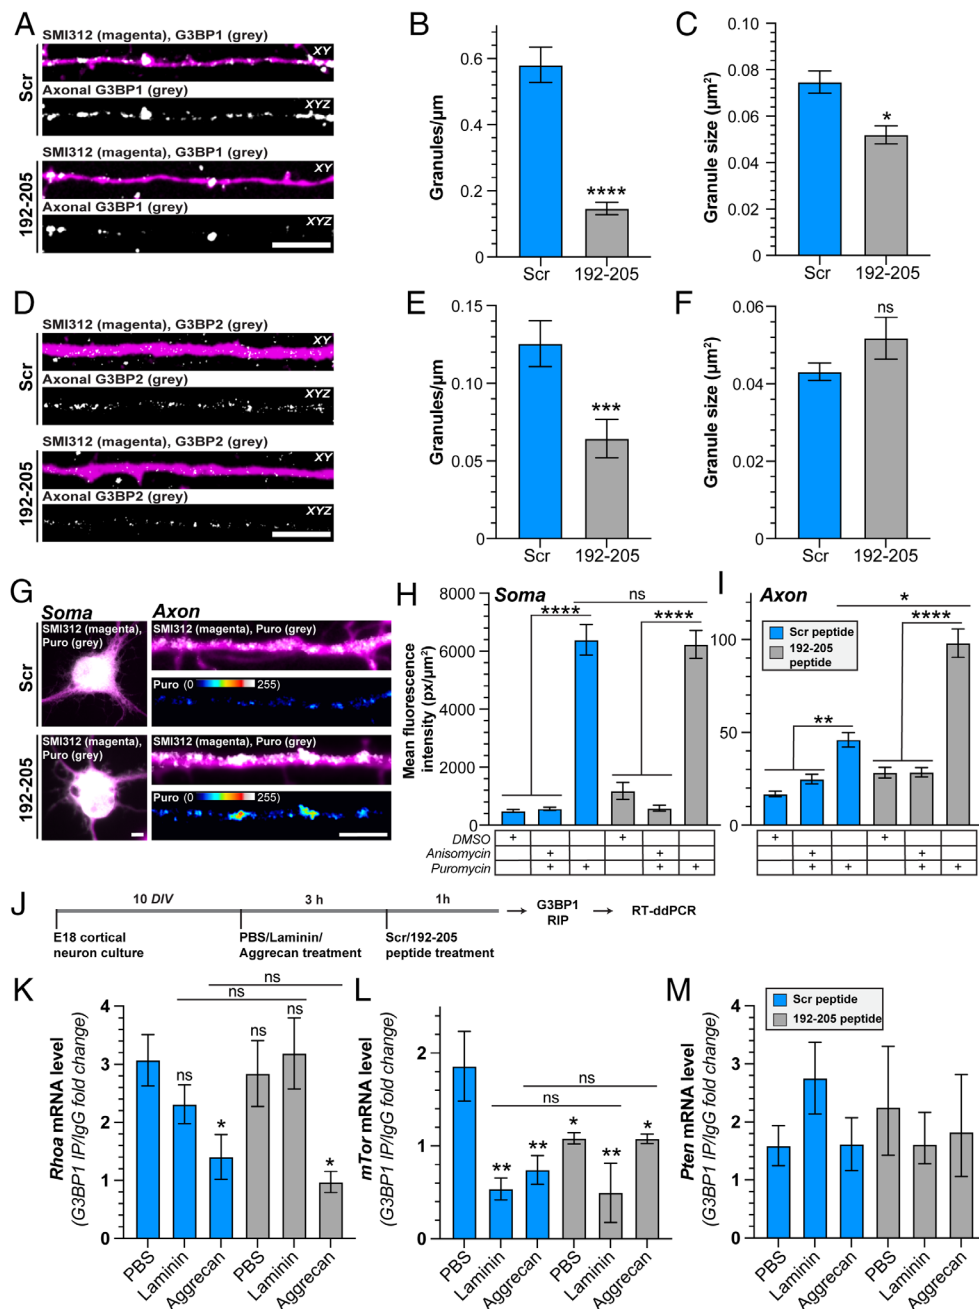 A
SMI312 (magenta), G3BP1 (grey)
XY
Scr
Axonal G3BP1 (grey)
XYZ
SMI312 (magenta), G3BP1 (grey)
XY
192-205
Axonal G3BP1 (grey)
XYZ
B
Granules/μm
0.6
0.4
0.2
0
****
Scr
192-205
C
Granule size (μm²)
0.10
0.08
0.06
0.04
0.02
0
*
Scr
192-205
D
SMI312 (magenta), G3BP2 (grey)
XY
Scr
Axonal G3BP2 (grey)
XYZ
SMI312 (magenta), G3BP2 (grey)
XY
192-205
Axonal G3BP2 (grey)
XYZ
E
Granules/μm
0.15
0.10
0.05
0
***
Scr
192-205
F
Granule size (μm²)
0.06
0.04
0.02
0
ns
Scr
192-205
G
Soma
Axon
Scr
SMI312 (magenta),
Puro (grey)
SMI312 (magenta), Puro (grey)
Puro (0 255)
192-205
SMI312 (magenta),
Puro (grey)
SMI312 (magenta), Puro (grey)
Puro (0 255)
H
Soma
Mean fluorescence
intensity (px/μm²)
8000
6000
4000
2000
0
****
ns
****
DMSO + +
Anisomycin + +
Puromycin + + + +
I
Axon
100
50
0
Scr peptide
192-205
peptide
*
**
****
+ +
+ +
+ + + +
J
10 DIV
3 h
1h
G3BP1
RIP
RT-ddPCR
E18 cortical
neuron culture
PBS/Laminin/
Aggrecan treatment
Scr/192-205
peptide treatment
K
Rhoa mRNA level
(G3BP1 IP/IgG fold change)
4
3
2
1
0
ns
ns
ns
*
ns
ns
*
PBS
Laminin
Aggrecan
PBS
Laminin
Aggrecan
L
mTor mRNA level
(G3BP1 IP/IgG fold change)
2
1
0
ns
ns
**
**
*
**
*
PBS
Laminin
Aggrecan
PBS
Laminin
Aggrecan
M
Pten mRNA level
(G3BP1 IP/IgG fold change)
4
3
2
1
0
Scr peptide
192-205 peptide
PBS
Laminin
Aggrecan
PBS
Laminin
Aggrecan